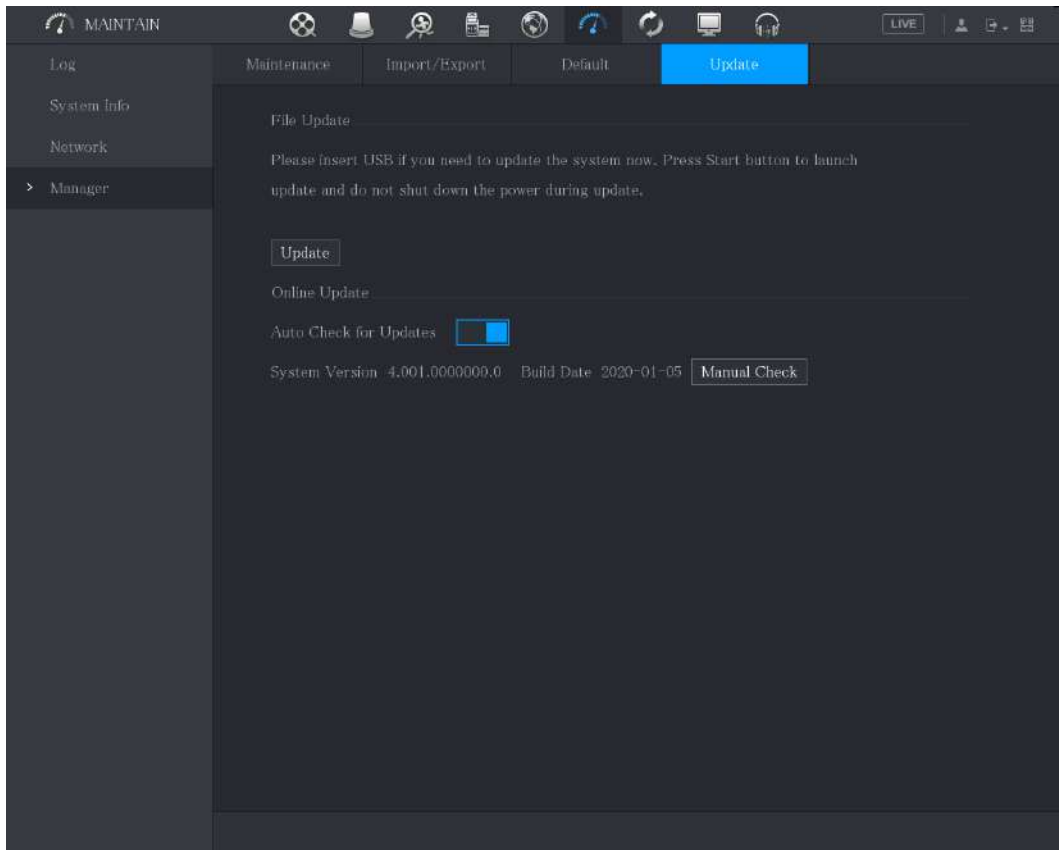 MAINTAIN
LIVE
Log
Maintenance Import/Export Default Update
System Info
Network
> Manager
File Update
Please insert USB if you need to update the system now. Press Start button to launch
update and do not shut down the power during update.
Update
Online Update
Auto Check for Updates
System Version 4.001.0000000.0 Build Date 2020-01-05 Manual Check